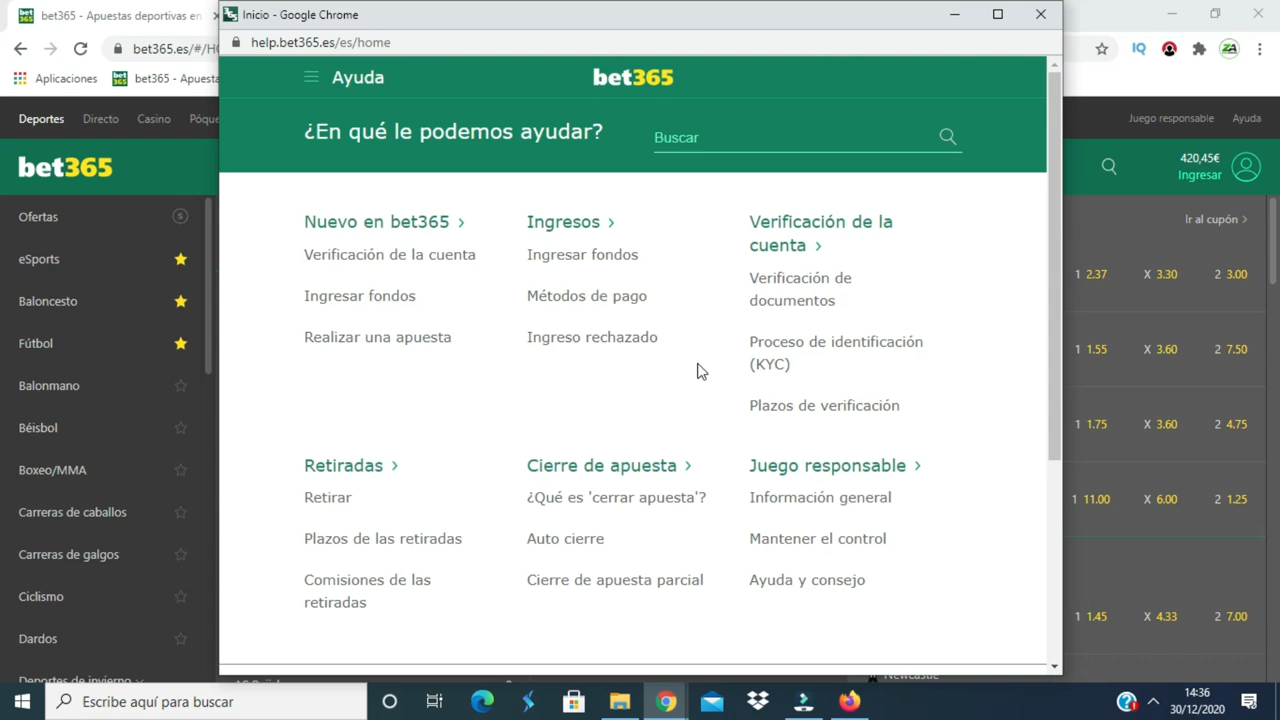 bet365 - Apuestas deportivas en
Inicio - Google Chrome
bet365.es/#/H
help.bet365.es/es/home
IQ
ZA
Aplicaciones
bet365 - Apuesta
Ayuda
bet365
Deportes
Directo
Casino
Póque
Juego responsable
Ayuda
¿En qué le podemos ayudar?
Buscar
bet365
420,45€
Ingresar
Ofertas
eSports
Baloncesto
Fútbol
Balonmano
Béisbol
Boxeo/MMA
Carreras de caballos
Carreras de galgos
Ciclismo
Dardos
Deportes de invierno
Nuevo en bet365
Verificación de la cuenta
Ingresar fondos
Realizar una apuesta
Ingresos
Ingresar fondos
Métodos de pago
Ingreso rechazado
Verificación de la
cuenta
Verificación de
documentos
Proceso de identificación
(KYC)
Plazos de verificación
Retiradas
Retirar
Plazos de las retiradas
Comisiones de las
retiradas
Cierre de apuesta
¿Qué es 'cerrar apuesta'?
Auto cierre
Cierre de apuesta parcial
Juego responsable
Información general
Mantener el control
Ayuda y consejo
Ir al cupón
1 2.37 X 3.30 2 3.00
1 1.55 X 3.60 2 7.50
1 1.75 X 3.60 2 4.75
1 11.00 X 6.00 2 1.25
1 1.45 X 4.33 2 7.00
Newcastle
Escribe aquí para buscar
14:36
30/12/2020